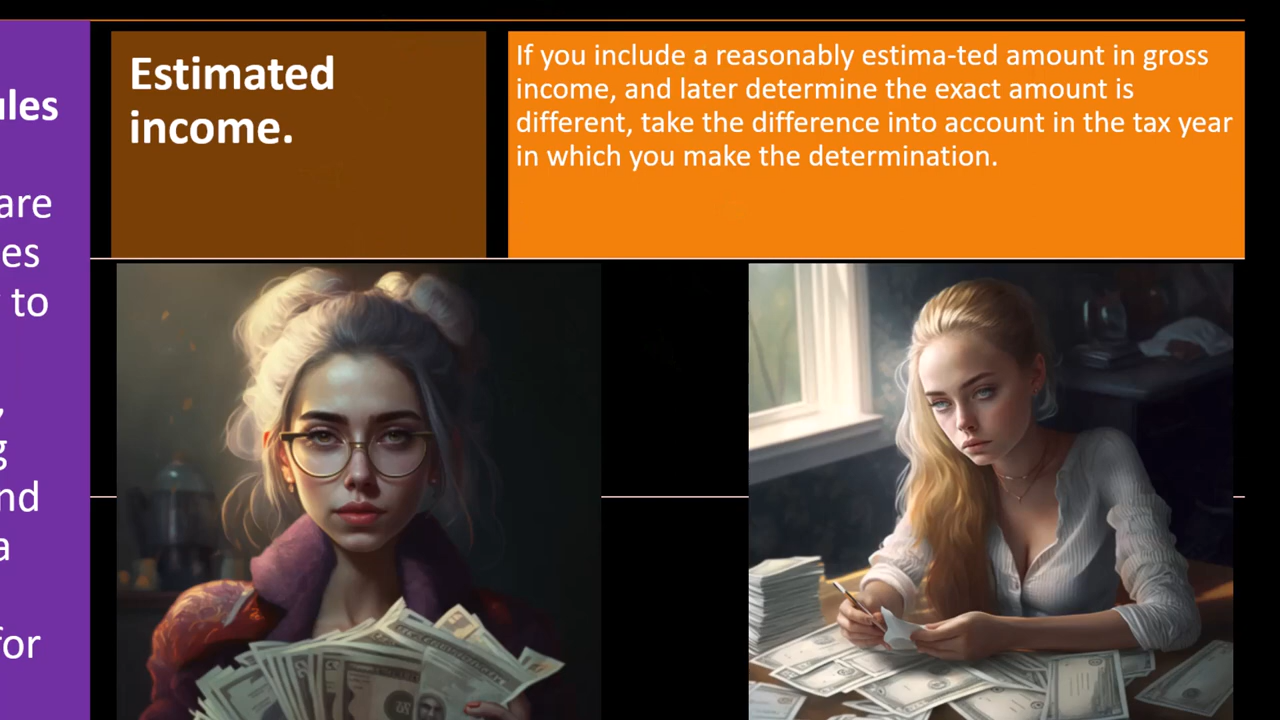 ules
are
es
to
g
nd
a
for
Estimated
income.
If you include a reasonably estima-ted amount in gross
income, and later determine the exact amount is
different, take the difference into account in the tax year
in which you make the determination.